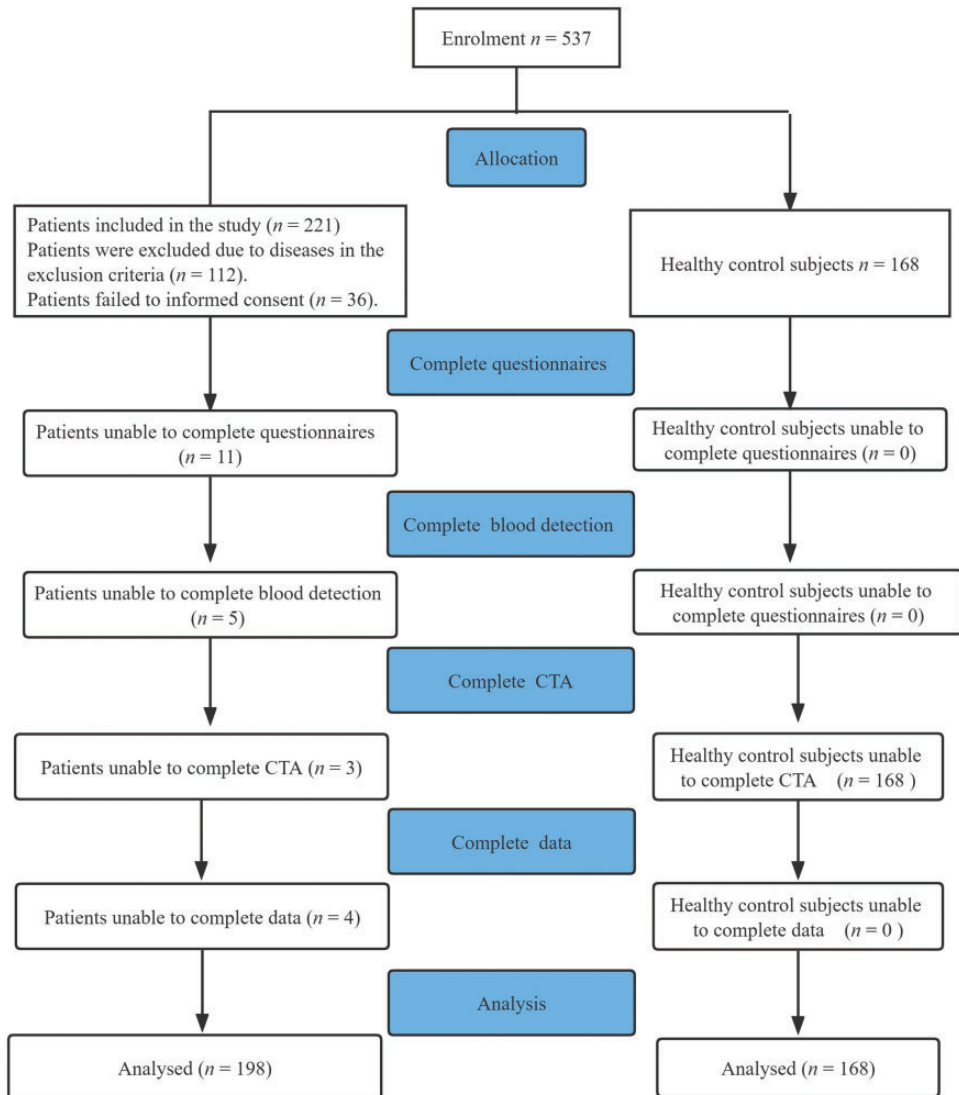 Enrolment n = 537
Allocation
Patients included in the study (n = 221)
Patients were excluded due to diseases in the
exclusion criteria (n = 112).
Patients failed to informed consent (n = 36).
Healthy control subjects n = 168
Complete questionnaires
Patients unable to complete questionnaires
(n = 11)
Healthy control subjects unable to
complete questionnaires (n = 0)
Complete blood detection
Patients unable to complete blood detection
(n = 5)
Healthy control subjects unable to
complete questionnaires (n = 0)
Complete CTA
Patients unable to complete CTA (n = 3)
Healthy control subjects unable
to complete CTA (n = 168 )
Complete data
Patients unable to complete data (n = 4)
Healthy control subjects unable
to complete data (n = 0 )
Analysis
Analysed (n = 198)
Analysed (n = 168)